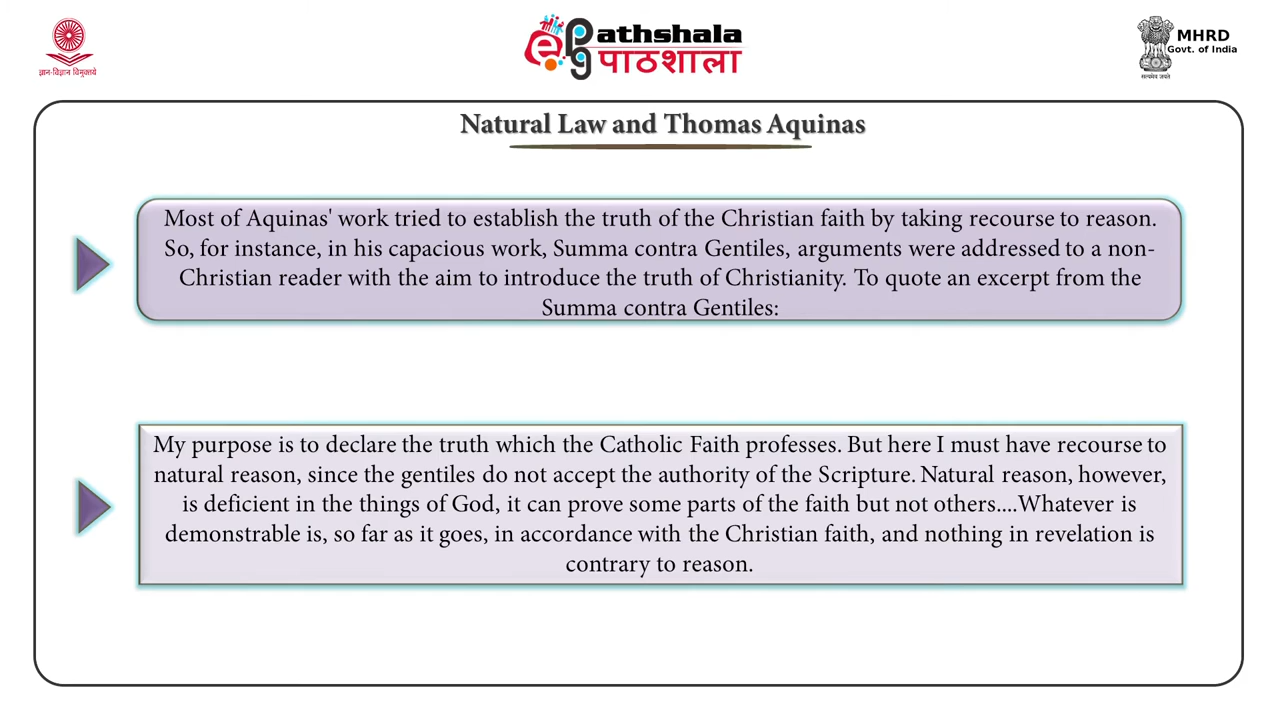 ज्ञान-विज्ञान विमुक्तये
epg Pathshala
पाठशाला
MHRD
Govt. of India
सत्यमेव जयते
Natural Law and Thomas Aquinas
Most of Aquinas' work tried to establish the truth of the Christian faith by taking recourse to reason.
So, for instance, in his capacious work, Summa contra Gentiles, arguments were addressed to a non-
Christian reader with the aim to introduce the truth of Christianity. To quote an excerpt from the
Summa contra Gentiles:
My purpose is to declare the truth which the Catholic Faith professes. But here I must have recourse to
natural reason, since the gentiles do not accept the authority of the Scripture. Natural reason, however,
is deficient in the things of God, it can prove some parts of the faith but not others....Whatever is
demonstrable is, so far as it goes, in accordance with the Christian faith, and nothing in revelation is
contrary to reason.